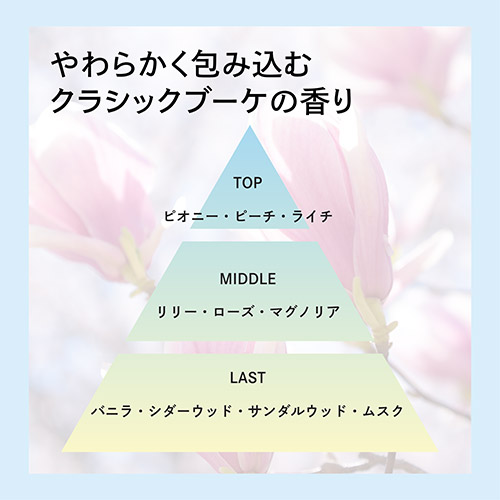 やわらかく包み込む
クラシックブーケの香り
TOP
ピオニー・ピーチ・ライチ
MIDDLE
リリー・ローズ・マグノリア
LAST
バニラ・シダーウッド・サンダルウッド・ムスク